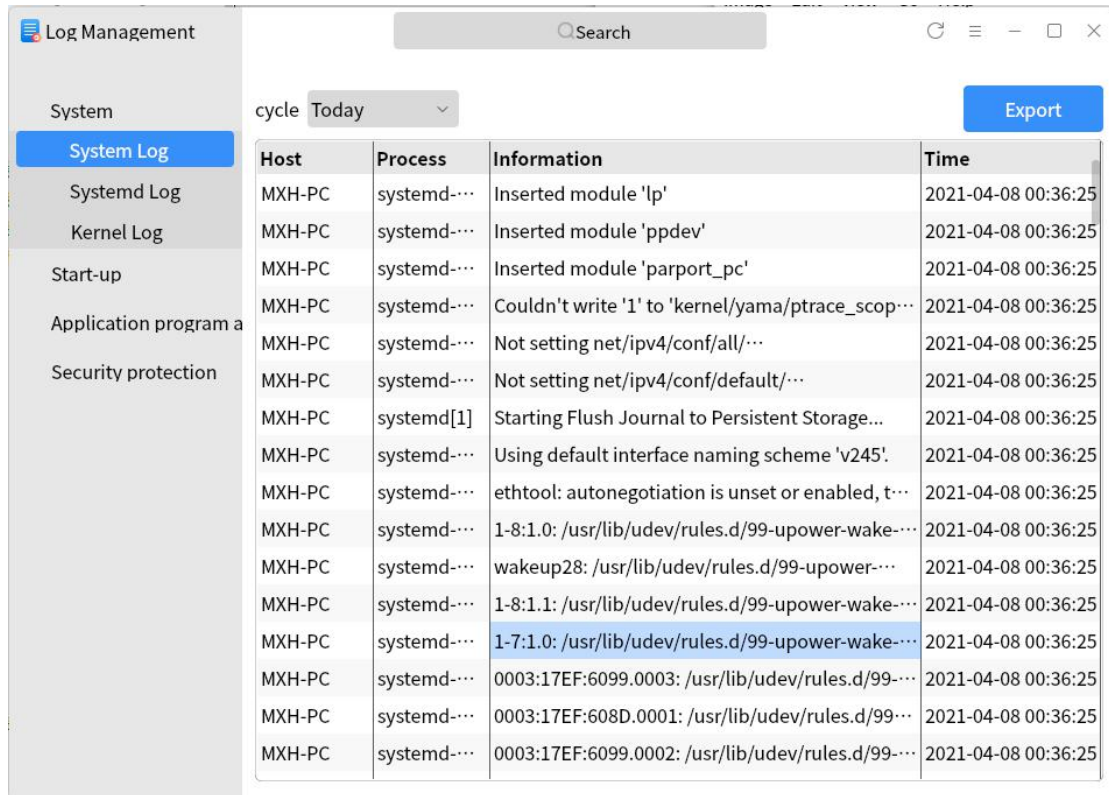 Log Management
Search
System
System Log
Systemd Log
Kernel Log
Start-up
Application program a
Security protection
cycle Today
Export
Host Process Information Time
MXH-PC systemd-··· Inserted module 'lp' 2021-04-08 00:36:25
MXH-PC systemd-··· Inserted module 'ppdev' 2021-04-08 00:36:25
MXH-PC systemd-··· Inserted module 'parport_pc' 2021-04-08 00:36:25
MXH-PC systemd-··· Couldn't write '1' to 'kernel/yama/ptrace_scop··· 2021-04-08 00:36:25
MXH-PC systemd-··· Not setting net/ipv4/conf/all/··· 2021-04-08 00:36:25
MXH-PC systemd-··· Not setting net/ipv4/conf/default/··· 2021-04-08 00:36:25
MXH-PC systemd[1] Starting Flush Journal to Persistent Storage... 2021-04-08 00:36:25
MXH-PC systemd-··· Using default interface naming scheme 'v245'. 2021-04-08 00:36:25
MXH-PC systemd-··· ethtool: autonegotiation is unset or enabled, t··· 2021-04-08 00:36:25
MXH-PC systemd-··· 1-8:1.0: /usr/lib/udev/rules.d/99-upower-wake-··· 2021-04-08 00:36:25
MXH-PC systemd-··· wakeup28: /usr/lib/udev/rules.d/99-upower-··· 2021-04-08 00:36:25
MXH-PC systemd-··· 1-8:1.1: /usr/lib/udev/rules.d/99-upower-wake-··· 2021-04-08 00:36:25
MXH-PC systemd-··· 1-7:1.0: /usr/lib/udev/rules.d/99-upower-wake-··· 2021-04-08 00:36:25
MXH-PC systemd-··· 0003:17EF:6099.0003: /usr/lib/udev/rules.d/99-··· 2021-04-08 00:36:25
MXH-PC systemd-··· 0003:17EF:608D.0001: /usr/lib/udev/rules.d/99··· 2021-04-08 00:36:25
MXH-PC systemd-··· 0003:17EF:6099.0002: /usr/lib/udev/rules.d/99-··· 2021-04-08 00:36:25